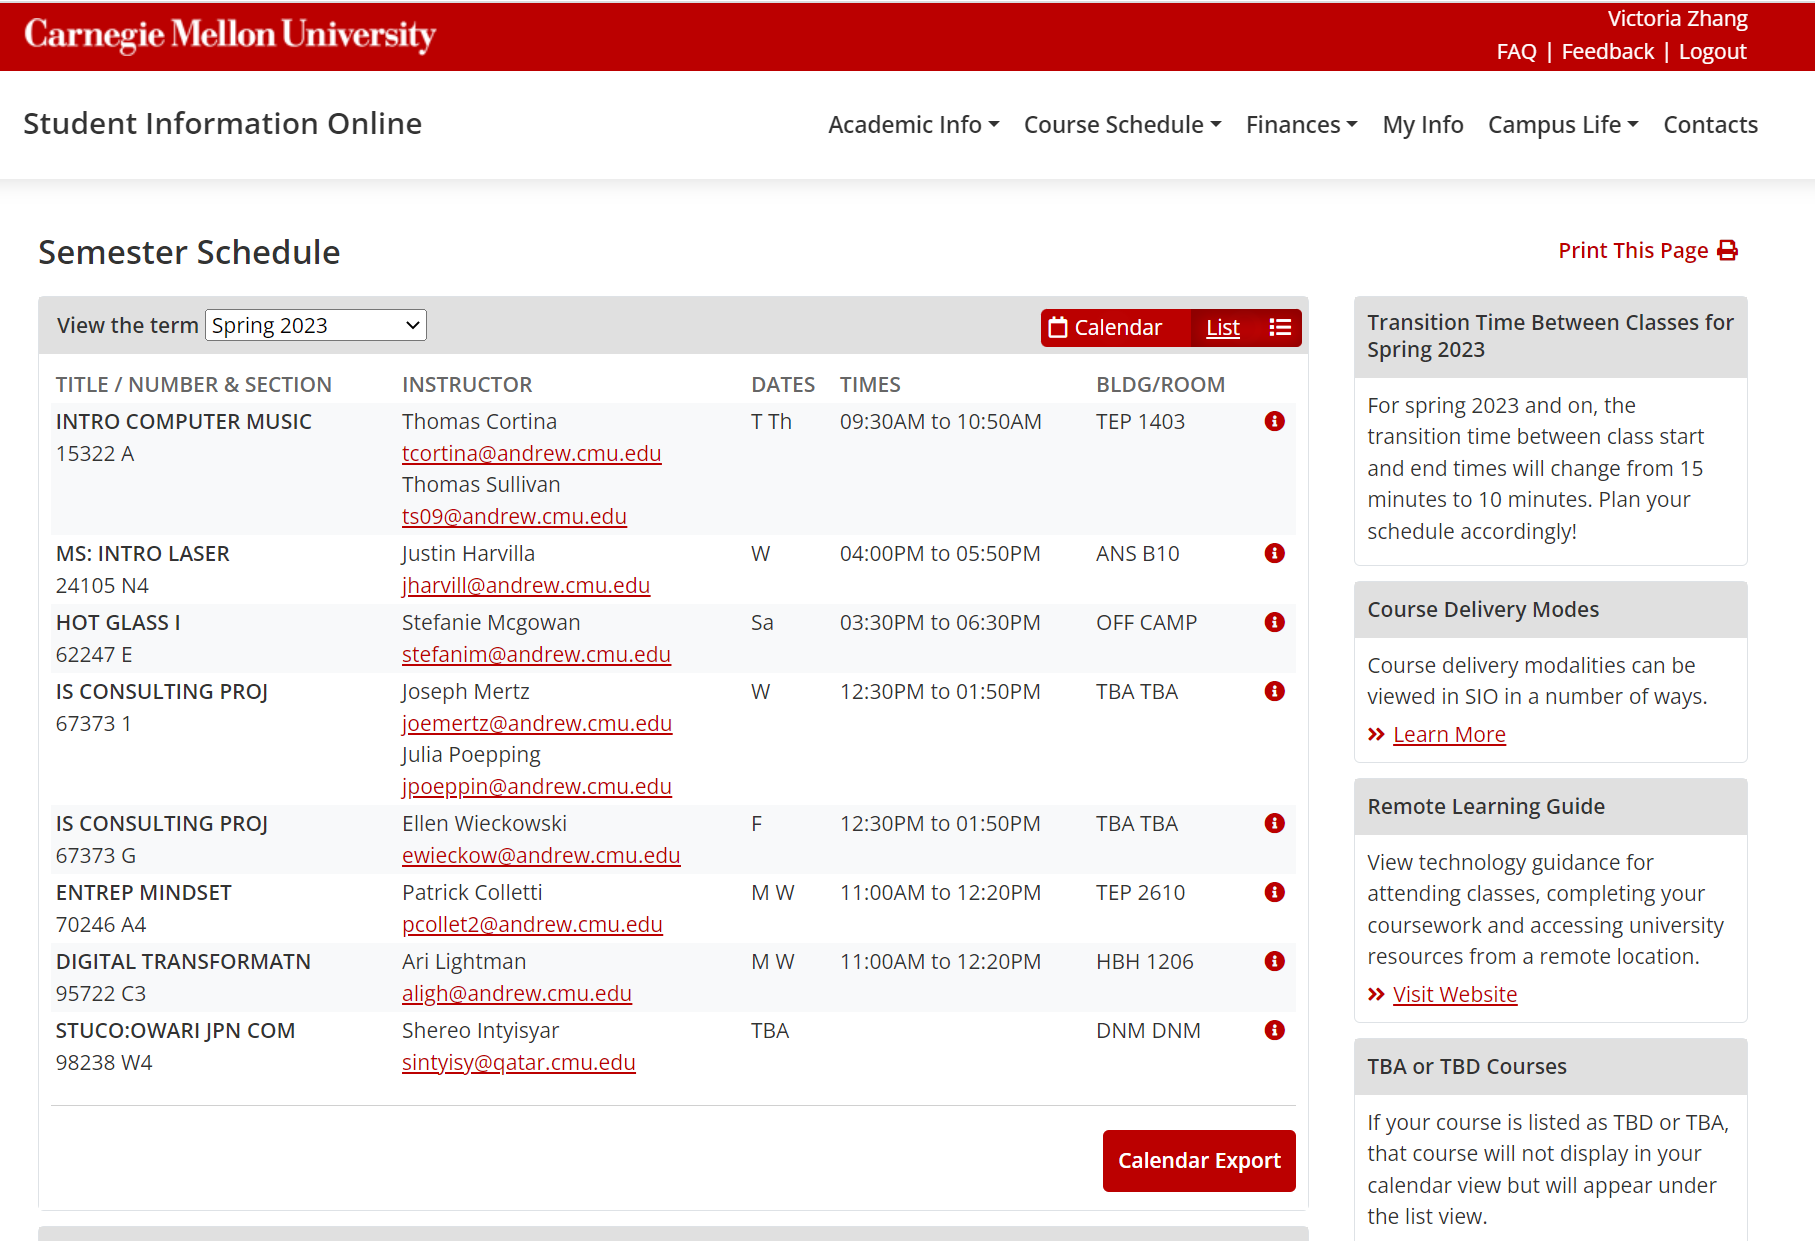 Carnegie Mellon University
Victoria Zhang
FAQ | Feedback | Logout
Student Information Online
Academic Info Course Schedule Finances My Info Campus Life Contacts
Semester Schedule
Print This Page
View the term Spring 2023
Calendar List
TITLE / NUMBER & SECTION INSTRUCTOR DATES TIMES BLDG/ROOM
INTRO COMPUTER MUSIC Thomas Cortina T Th 09:30AM to 10:50AM TEP 1403
15322 A tcortina@andrew.cmu.edu
Thomas Sullivan
ts09@andrew.cmu.edu
MS: INTRO LASER Justin Harvilla W 04:00PM to 05:50PM ANS B10
24105 N4 jharvill@andrew.cmu.edu
HOT GLASS I Stefanie Mcgowan Sa 03:30PM to 06:30PM OFF CAMP
62247 E stefanim@andrew.cmu.edu
IS CONSULTING PROJ Joseph Mertz W 12:30PM to 01:50PM TBA TBA
67373 1 joemertz@andrew.cmu.edu
Julia Poepping
jpoeppin@andrew.cmu.edu
IS CONSULTING PROJ Ellen Wieckowski F 12:30PM to 01:50PM TBA TBA
67373 G ewieckow@andrew.cmu.edu
ENTREP MINDSET Patrick Colletti M W 11:00AM to 12:20PM TEP 2610
70246 A4 pcollet2@andrew.cmu.edu
DIGITAL TRANSFORMATN Ari Lightman M W 11:00AM to 12:20PM HBH 1206
95722 C3 aligh@andrew.cmu.edu
STUCO:OWARI JPN COM Shereo Intyisyar TBA DNM DNM
98238 W4 sintyisy@qatar.cmu.edu
Calendar Export
Transition Time Between Classes for
Spring 2023
For spring 2023 and on, the
transition time between class start
and end times will change from 15
minutes to 10 minutes. Plan your
schedule accordingly!
Course Delivery Modes
Course delivery modalities can be
viewed in SIO in a number of ways.
Learn More
Remote Learning Guide
View technology guidance for
attending classes, completing your
coursework and accessing university
resources from a remote location.
Visit Website
TBA or TBD Courses
If your course is listed as TBD or TBA,
that course will not display in your
calendar view but will appear under
the list view.